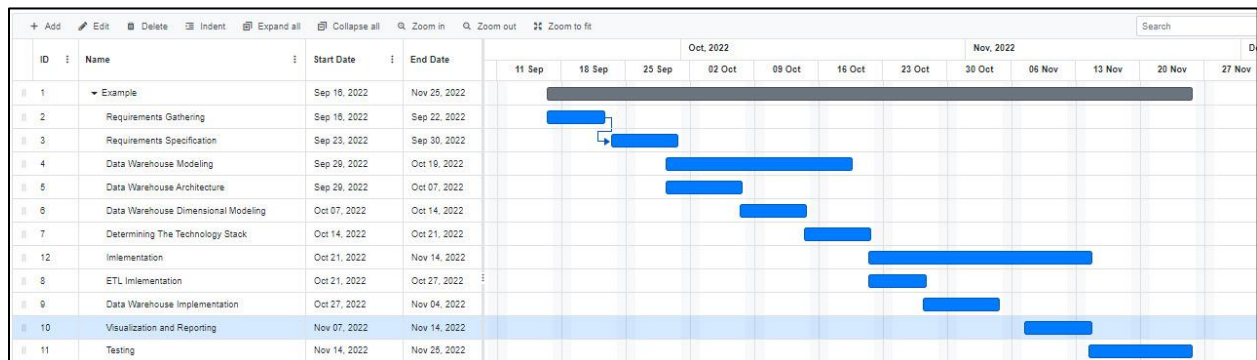 + Add Edit Delete Indent Expand all Collapse all Zoom in Zoom out Zoom to fit Search
Oct, 2022 Nov, 2022 De
ID Name Start Date End Date
11 Sep 18 Sep 25 Sep 02 Oct 09 Oct 16 Oct 23 Oct 30 Oct 06 Nov 13 Nov 20 Nov 27 Nov
1 Example Sep 16, 2022 Nov 25, 2022
2 Requirements Gathering Sep 16, 2022 Sep 22, 2022
3 Requirements Specification Sep 23, 2022 Sep 30, 2022
4 Data Warehouse Modeling Sep 29, 2022 Oct 19, 2022
5 Data Warehouse Architecture Sep 29, 2022 Oct 07, 2022
6 Data Warehouse Dimensional Modeling Oct 07, 2022 Oct 14, 2022
7 Determining The Technology Stack Oct 14, 2022 Oct 21, 2022
12 Imlementation Oct 21, 2022 Nov 14, 2022
8 ETL Imlementation Oct 21, 2022 Oct 27, 2022
9 Data Warehouse Implementation Oct 27, 2022 Nov 04, 2022
10 Visualization and Reporting Nov 07, 2022 Nov 14, 2022
11 Testing Nov 14, 2022 Nov 25, 2022